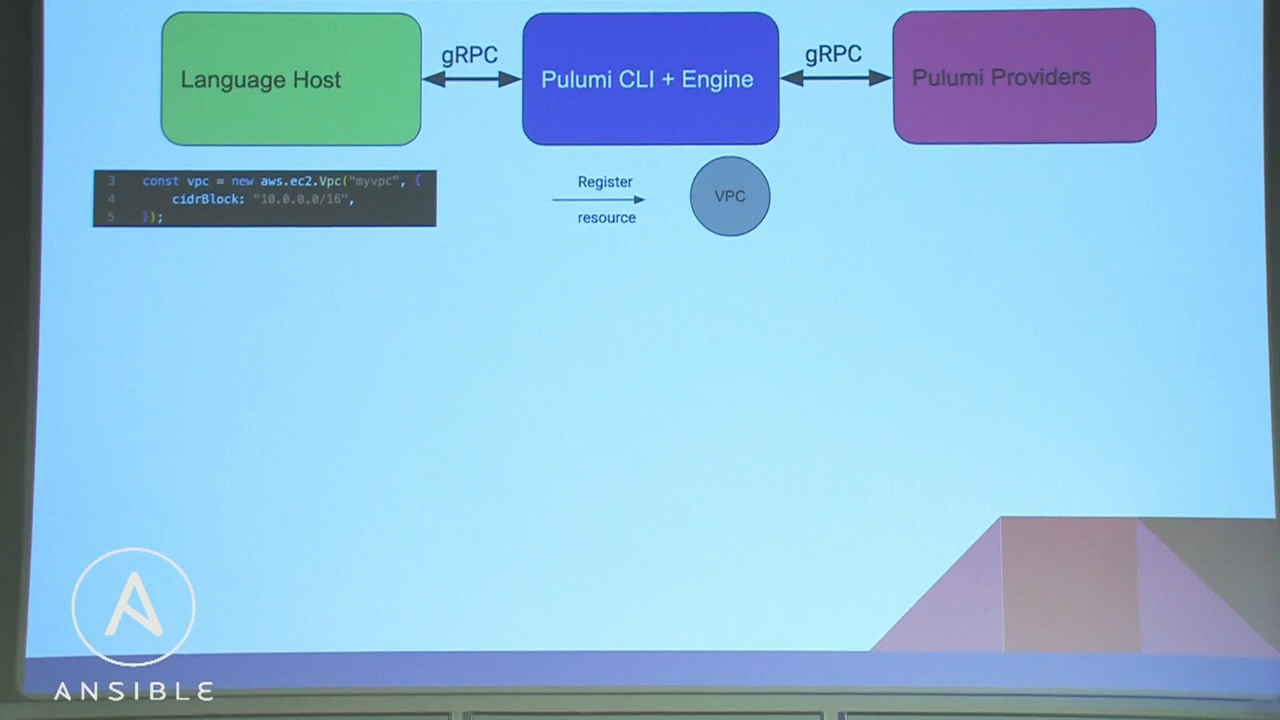 Language Host
gRPC
Pulumi CLI + Engine
gRPC
Pulumi Providers
3 const vpc = new aws.ec2.Vpc("myvpc", {
4 cidrBlock: "10.0.0.0/16",
5 });
Register
resource
VPC
ANSIBLE